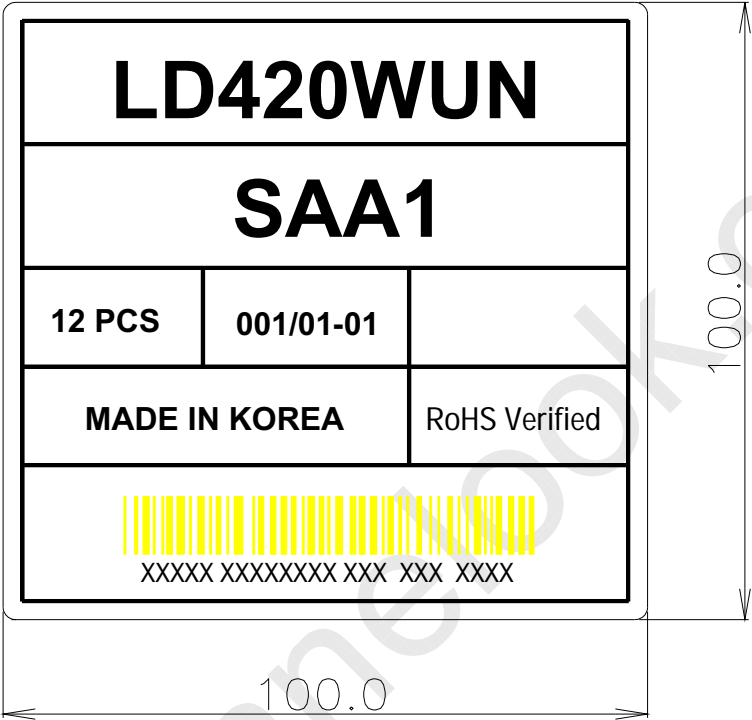 LD420WUN
SAA1
12 PCS 001/01-01
MADE IN KOREA RoHS Verified
XXXXX XXXXXXXX XXX XXX XXXX
100.0
100.0